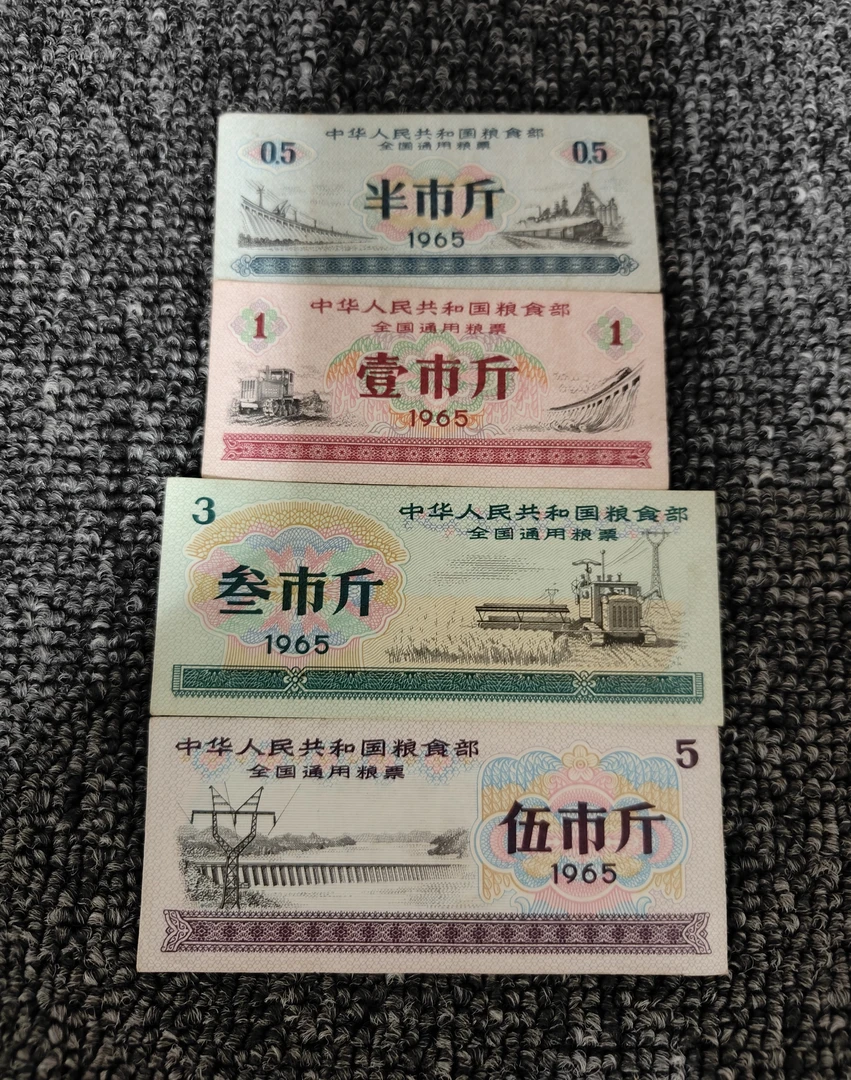 中华人民共和国粮食部
全国通用粮票
0.5 0.5
半市斤
1965
中华人民共和国粮食部
全国通用粮票
1 1
壹市斤
1965
3 中华人民共和国粮食部
全国通用粮票
叁市斤
1965
中华人民共和国粮食部 5
全国通用粮票
伍市斤
1965